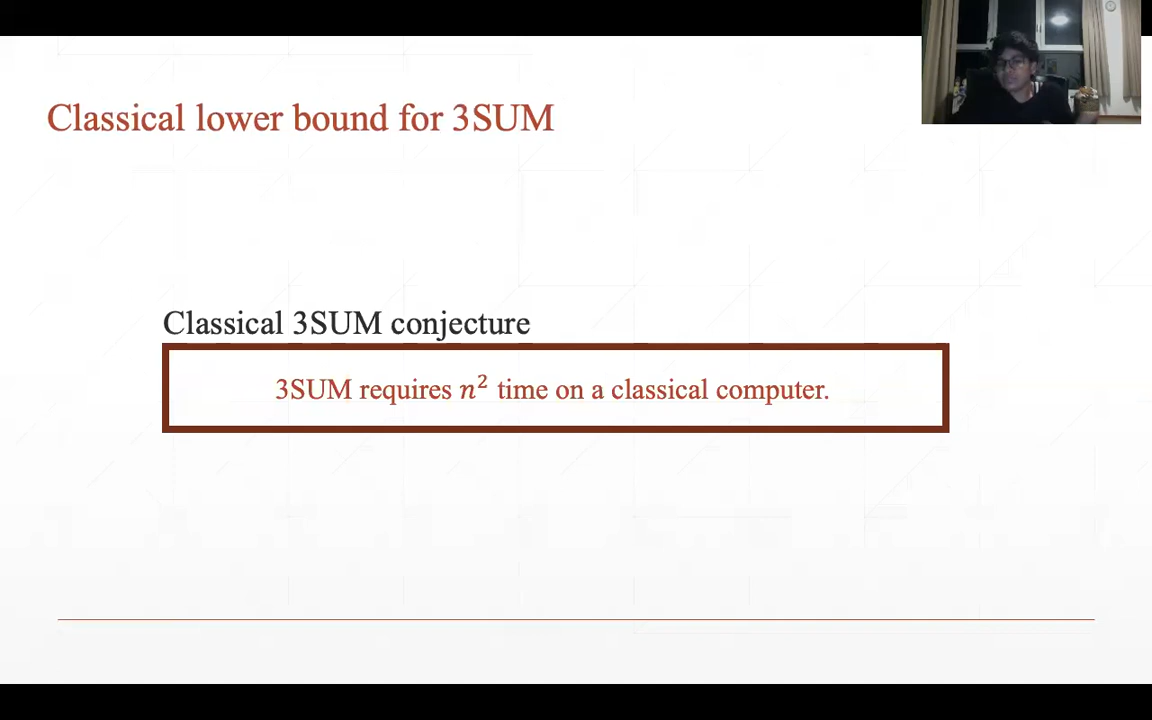 Classical lower bound for 3SUM
Classical 3SUM conjecture
3SUM requires n² time on a classical computer.